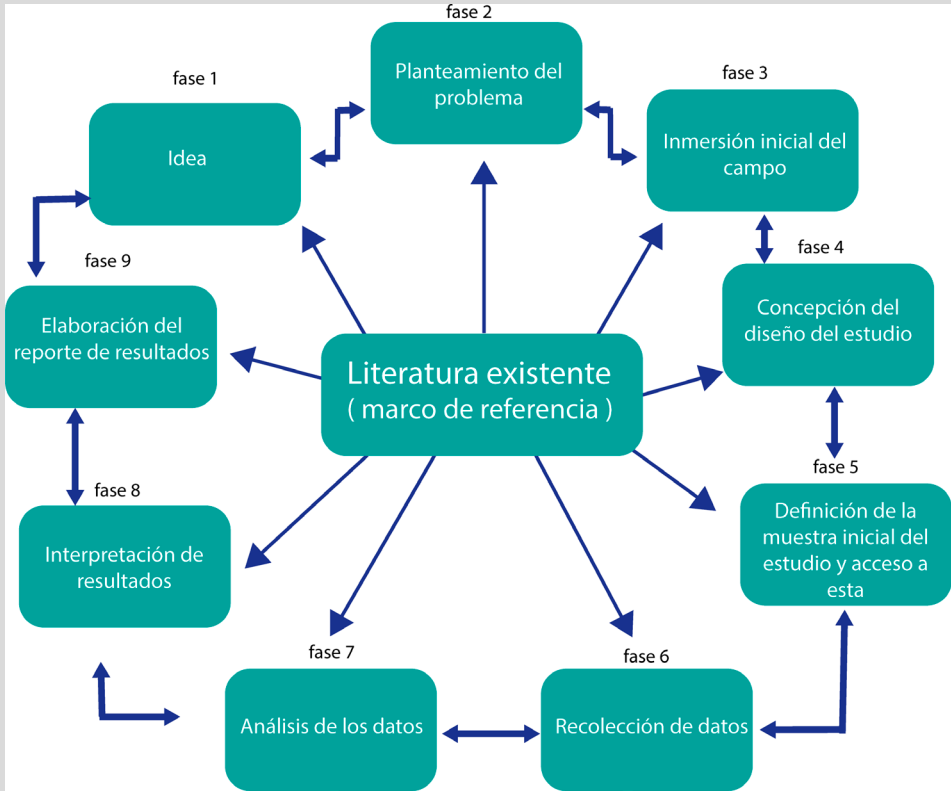 fase 1
Idea
fase 2
Planteamiento del
problema
fase 3
Inmersión inicial del
campo
fase 4
Concepción del
diseño del estudio
fase 5
Definición de la
muestra inicial del
estudio y acceso a
esta
fase 6
Recolección de datos
fase 7
Análisis de los datos
fase 8
Interpretación de
resultados
fase 9
Elaboración del
reporte de resultados
Literatura existente
( marco de referencia )